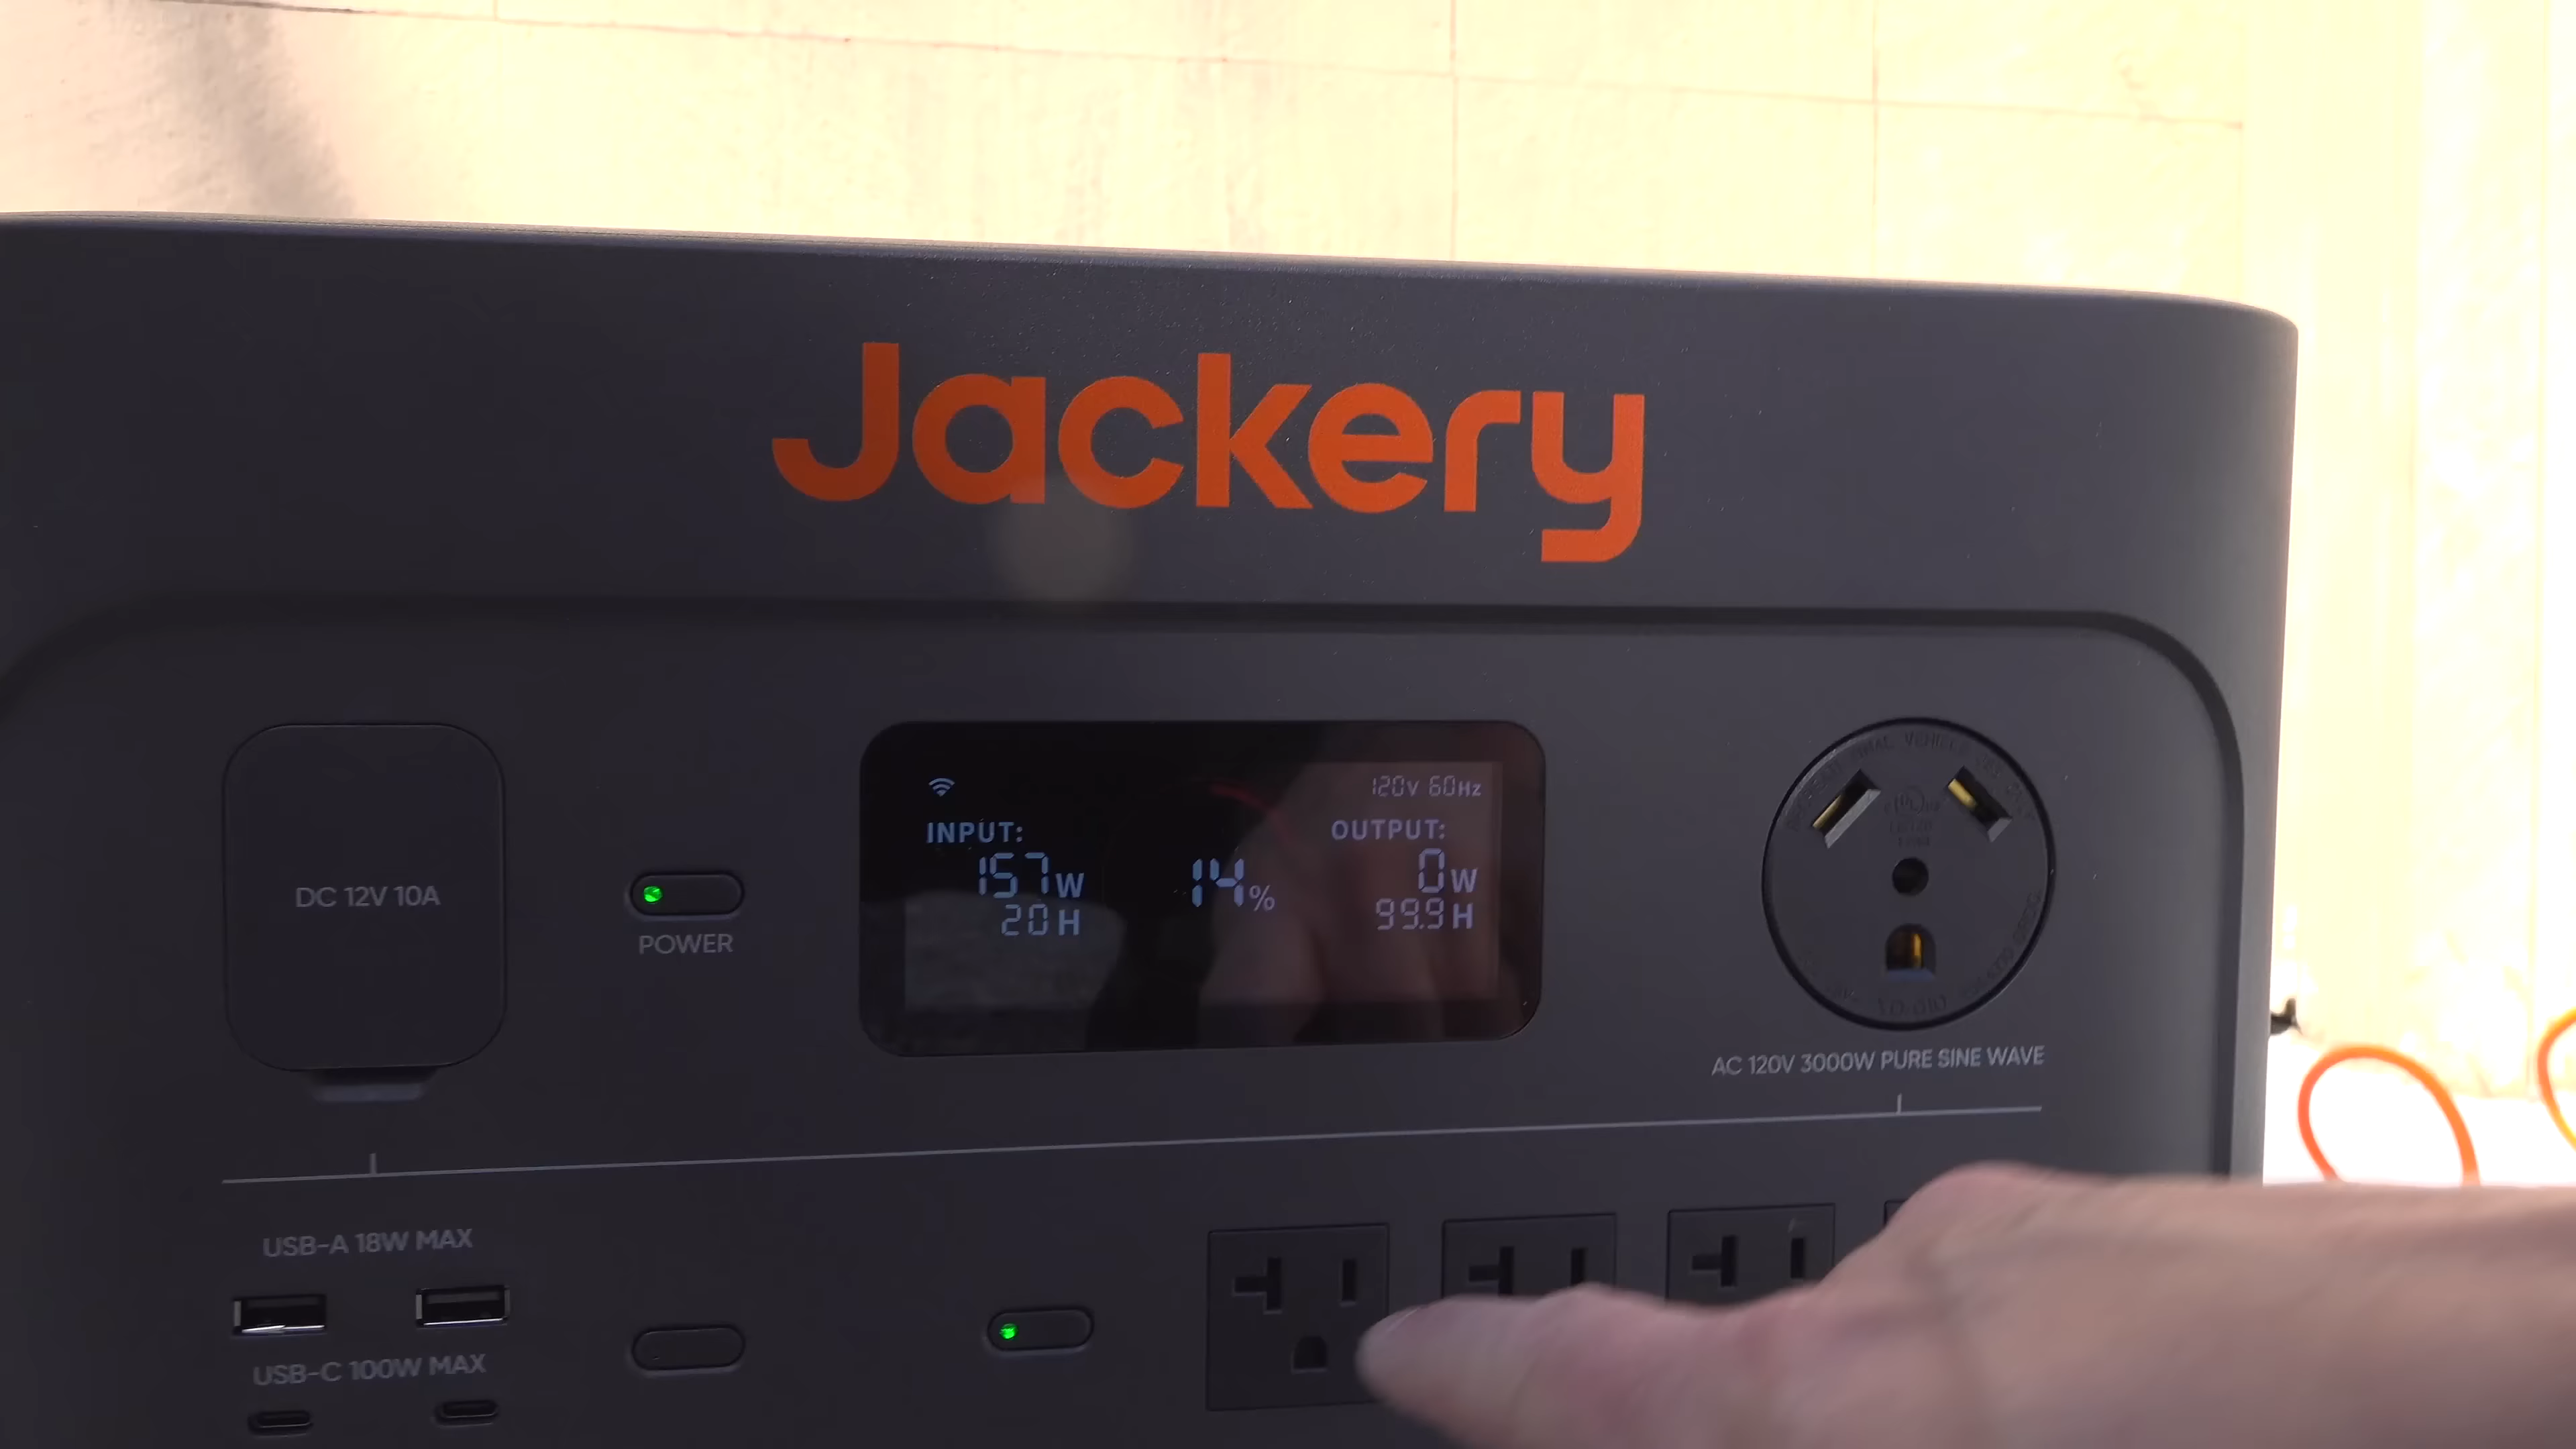 Jackery
120V 60Hz
INPUT:
OUTPUT:
157W
14%
0W
20H
99.9H
DC 12V 10A
POWER
AC 120V 3000W PURE SINE WAVE
USB-A 18W MAX
USB-C 100W MAX